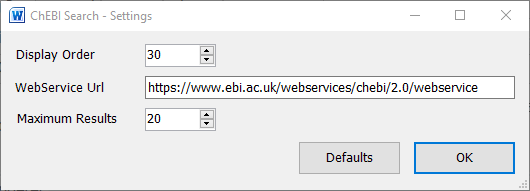 ChEBI Search - Settings
Display Order 30
WebService Url https://www.ebi.ac.uk/webservices/chebi/2.0/webservice
Maximum Results 20
Defaults OK